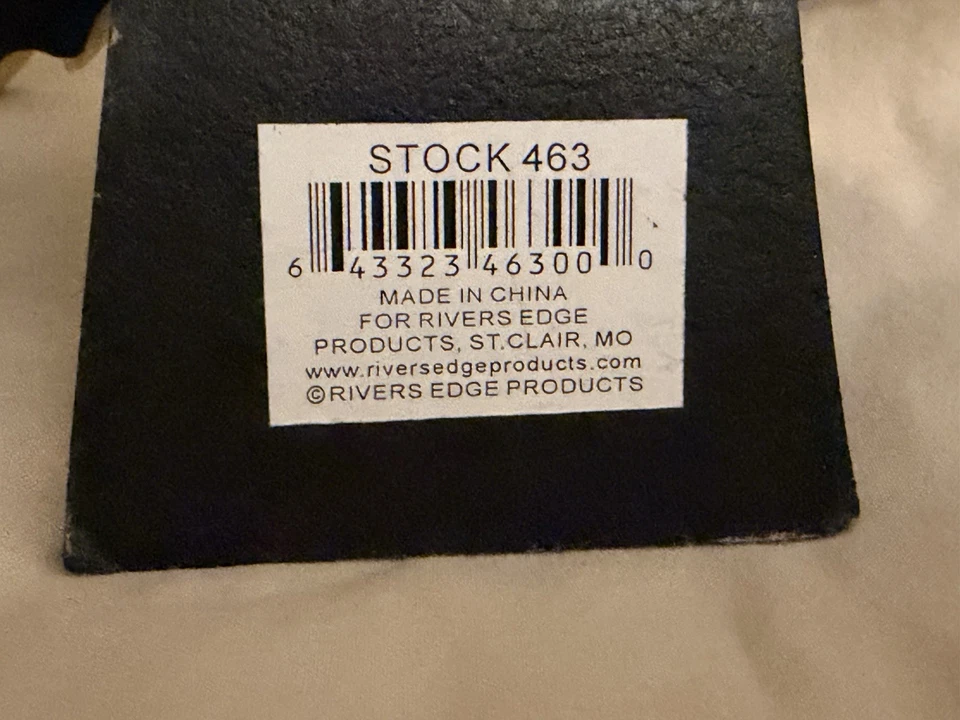 STOCK 463
6 43323 46300 0
MADE IN CHINA
FOR RIVERS EDGE
PRODUCTS, ST.CLAIR, MO
www.riversedgeproducts.com
©RIVERS EDGE PRODUCTS